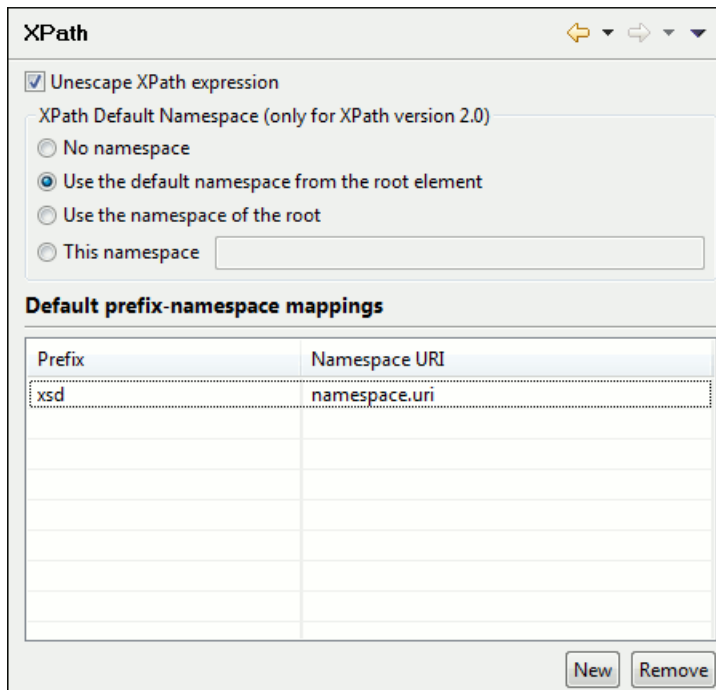 XPath
Unescape XPath expression
XPath Default Namespace (only for XPath version 2.0)
No namespace
Use the default namespace from the root element
Use the namespace of the root
This namespace
Default prefix-namespace mappings
Prefix Namespace URI
xsd namespace.uri
New Remove